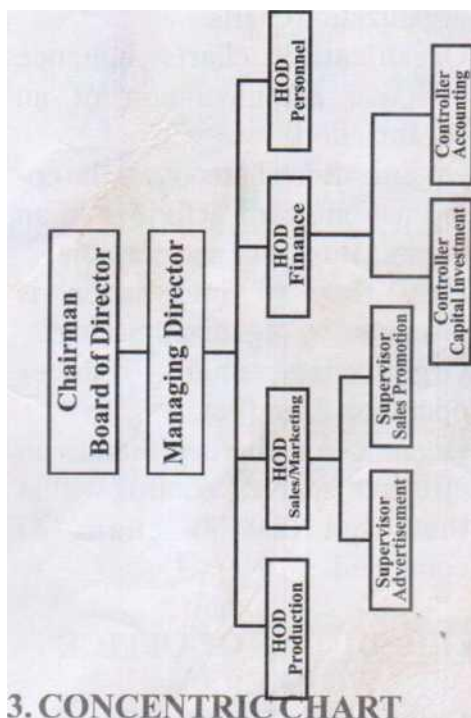 Chairman
Board of Director
Managing Director
HOD
Production
HOD
Sales/Marketing
HOD
Finance
HOD
Personnel
Supervisor
Advertisement
Supervisor
Sales Promotion
Controller
Capital Investment
Controller
Accounting
3. CONCENTRIC CHART